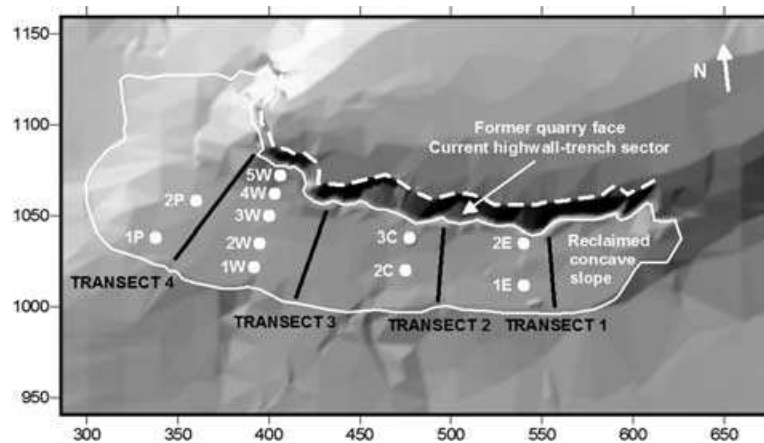 1150
1100
1050
1000
950
300
350
400
450
500
550
600
650
N
Former quarry face
Current highwall-trench sector
5W
4W
3W
2W
1W
2P
1P
3C
2C
2E
1E
Reclaimed
concave
slope
TRANSECT 4
TRANSECT 3
TRANSECT 2
TRANSECT 1